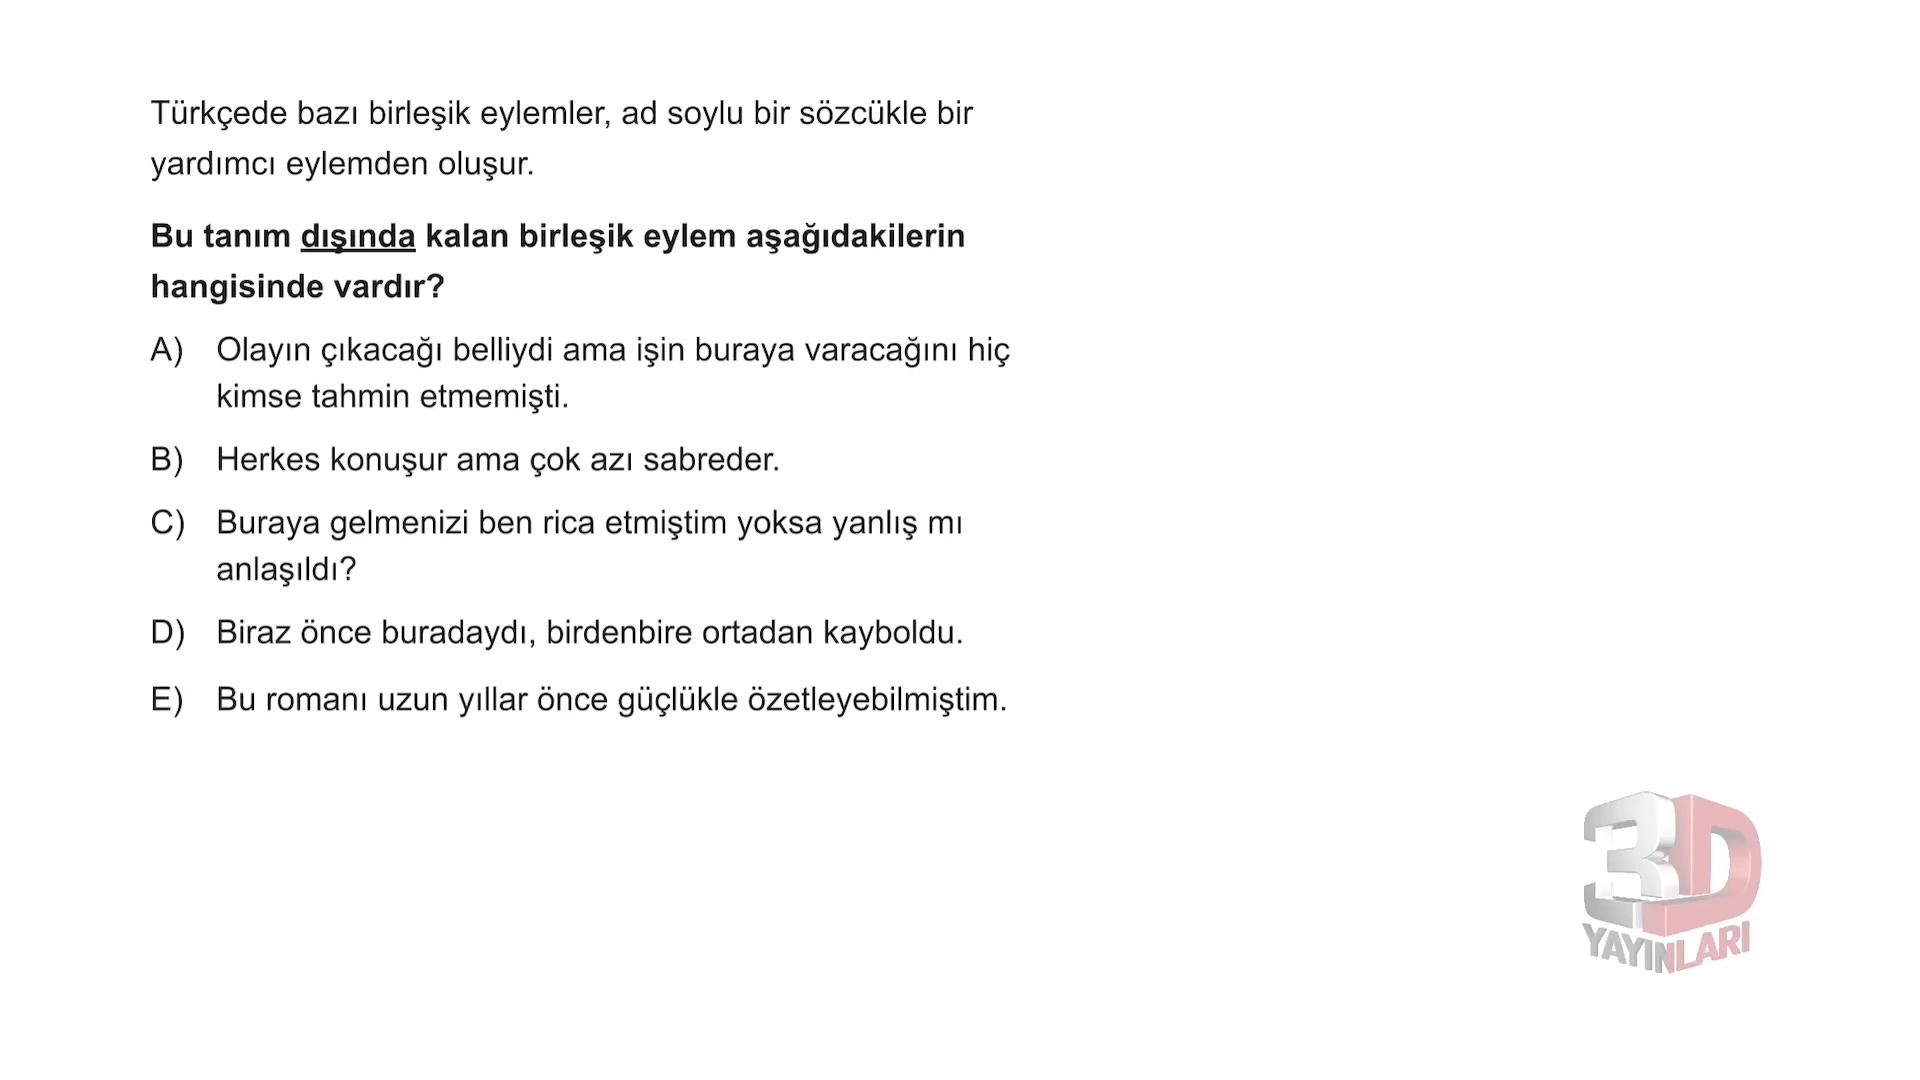 Türkçede bazı birleşik eylemler, ad soylu bir sözcükle bir
yardımcı eylemden oluşur.
Bu tanım dışında kalan birleşik eylem aşağıdakilerin
hangisinde vardır?
A) Olayın çıkacağı belliydi ama işin buraya varacağını hiç
kimse tahmin etmemişti.
B) Herkes konuşur ama çok azı sabreder.
C) Buraya gelmenizi ben rica etmiştim yoksa yanlış mı
anlaşıldı?
D) Biraz önce buradaydı, birdenbire ortadan kayboldu.
E) Bu romanı uzun yıllar önce güçlükle özetleyebilmiştim.
3D
YAYINLARI